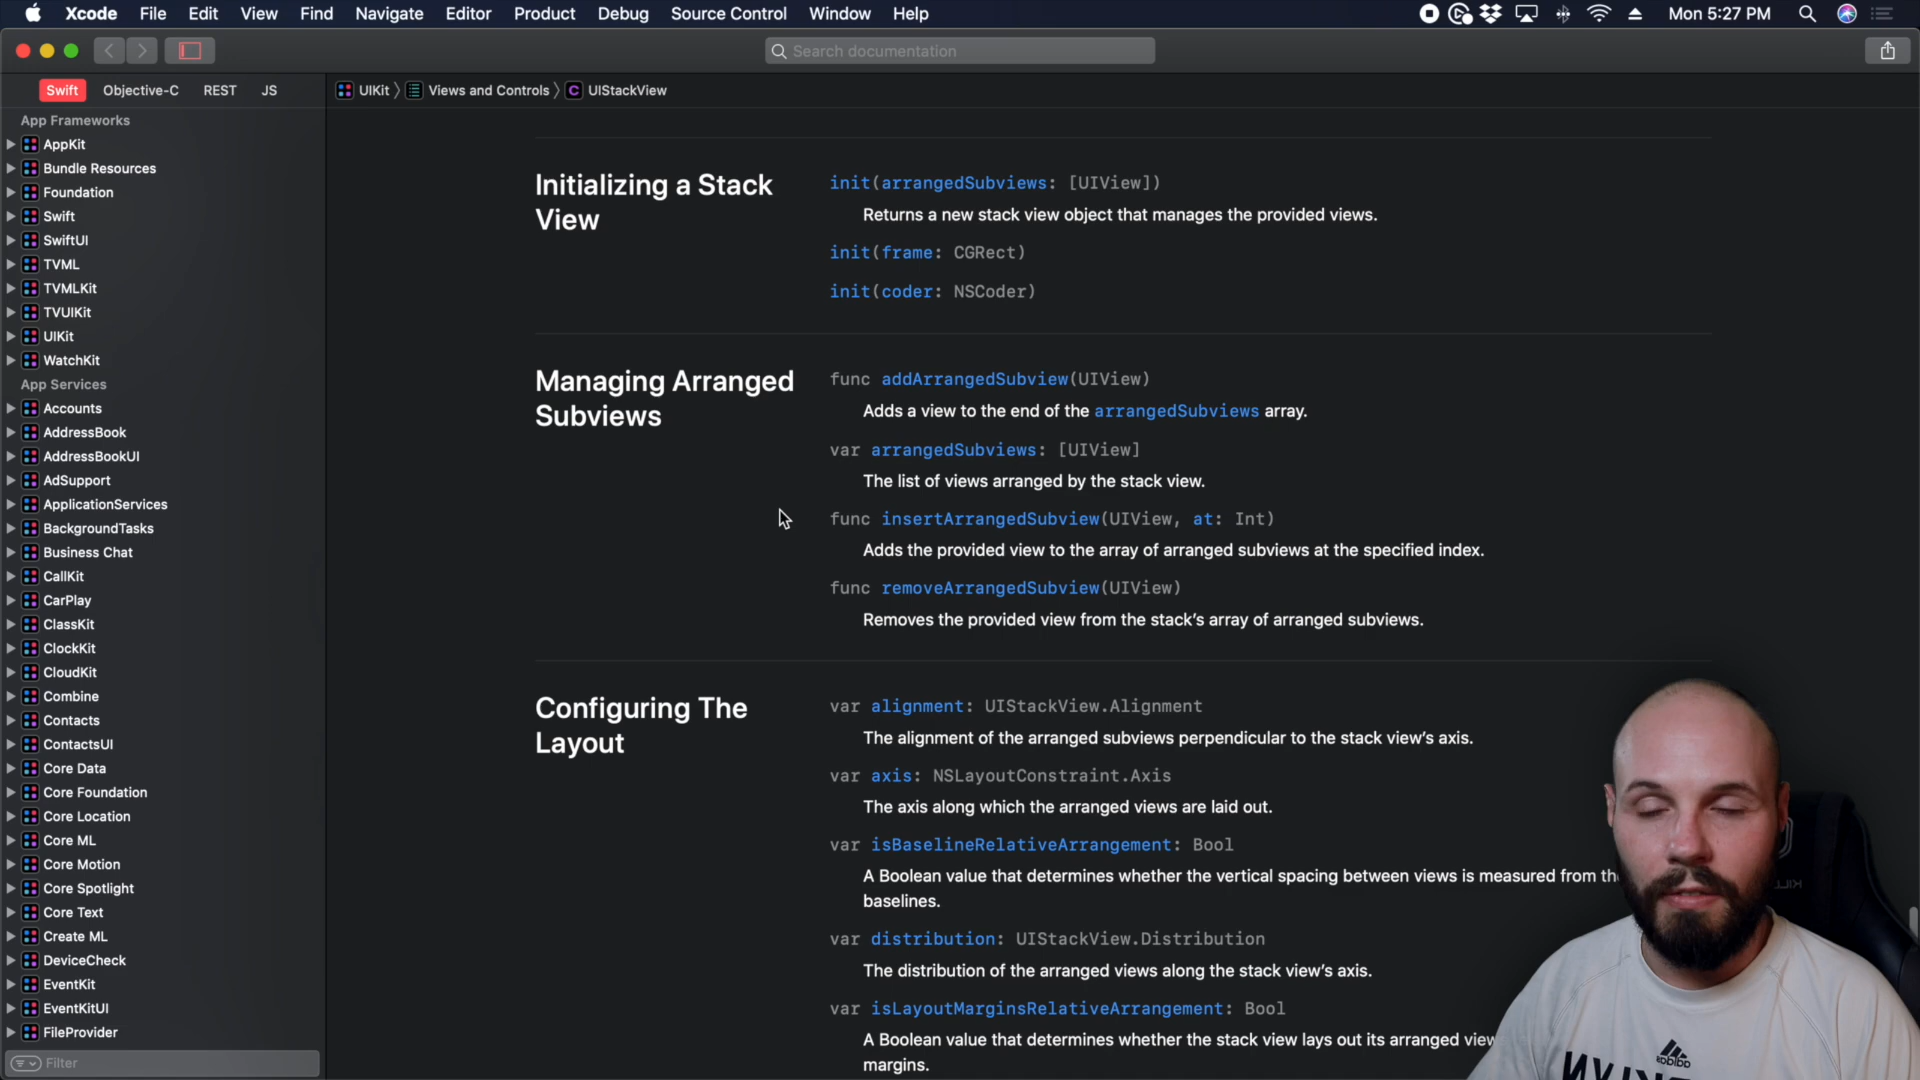 Xcode File Edit View Find Navigate Editor Product Debug Source Control Window Help Mon 5:27 PM
Search documentation
Swift Objective-C REST JS
UIKit Views and Controls C UIStackView
App Frameworks
AppKit
Bundle Resources
Foundation
Swift
SwiftUI
TVML
TVMLKit
TVUIKit
UIKit
WatchKit
App Services
Accounts
AddressBook
AddressBookUI
AdSupport
ApplicationServices
BackgroundTasks
Business Chat
CallKit
CarPlay
ClassKit
ClockKit
CloudKit
Combine
Contacts
ContactsUI
Core Data
Core Foundation
Core Location
Core ML
Core Motion
Core Spotlight
Core Text
Create ML
DeviceCheck
EventKit
EventKitUI
FileProvider
Filter
Initializing a Stack
View
init(arrangedSubviews: [UIView])
Returns a new stack view object that manages the provided views.
init(frame: CGRect)
init(coder: NSCoder)
Managing Arranged
Subviews
func addArrangedSubview(UIView)
Adds a view to the end of the arrangedSubviews array.
var arrangedSubviews: [UIView]
The list of views arranged by the stack view.
func insertArrangedSubview(UIView, at: Int)
Adds the provided view to the array of arranged subviews at the specified index.
func removeArrangedSubview(UIView)
Removes the provided view from the stack’s array of arranged subviews.
Configuring The
Layout
var alignment: UIStackView.Alignment
The alignment of the arranged subviews perpendicular to the stack view’s axis.
var axis: NSLayoutConstraint.Axis
The axis along which the arranged views are laid out.
var isBaselineRelativeArrangement: Bool
A Boolean value that determines whether the vertical spacing between views is measured from
baselines.
var distribution: UIStackView.Distribution
The distribution of the arranged views along the stack view’s axis.
var isLayoutMarginsRelativeArrangement: Bool
A Boolean value that determines whether the stack view lays out its arranged
margins.
adidas